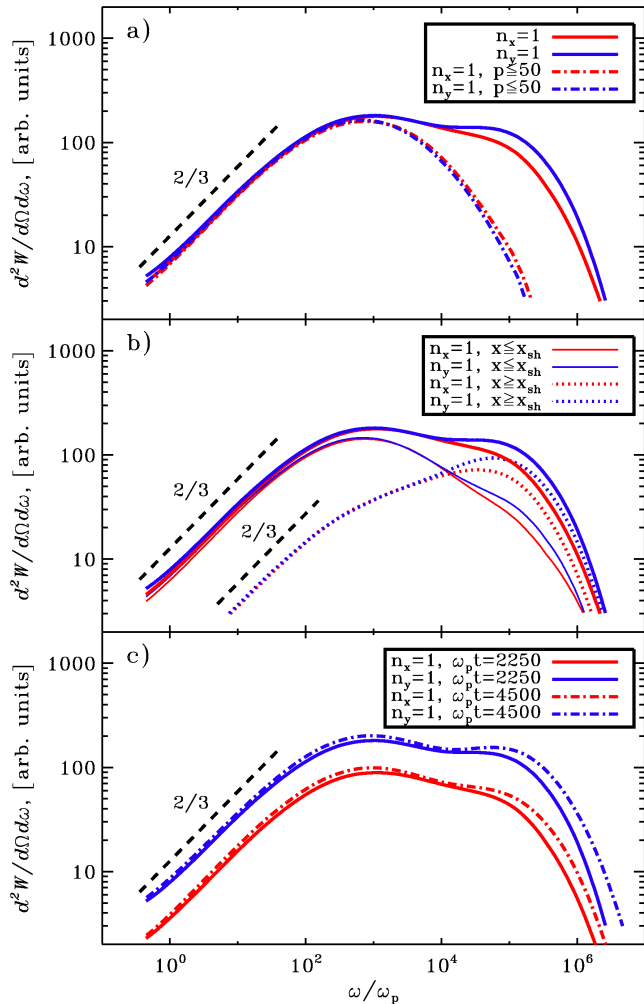 a)
n_x=1
n_y=1
n_x=1, p≦50
n_y=1, p≦50
1000
100
10
2/3
d²W/dΩdω, [arb. units]
b)
n_x=1, x≦x_sh
n_y=1, x≦x_sh
n_x=1, x≧x_sh
n_y=1, x≧x_sh
1000
100
10
2/3
2/3
d²W/dΩdω, [arb. units]
c)
n_x=1, ω_pt=2250
n_y=1, ω_pt=2250
n_x=1, ω_pt=4500
n_y=1, ω_pt=4500
1000
100
10
2/3
d²W/dΩdω, [arb. units]
10⁰ 10² 10⁴ 10⁶
ω/ω_p